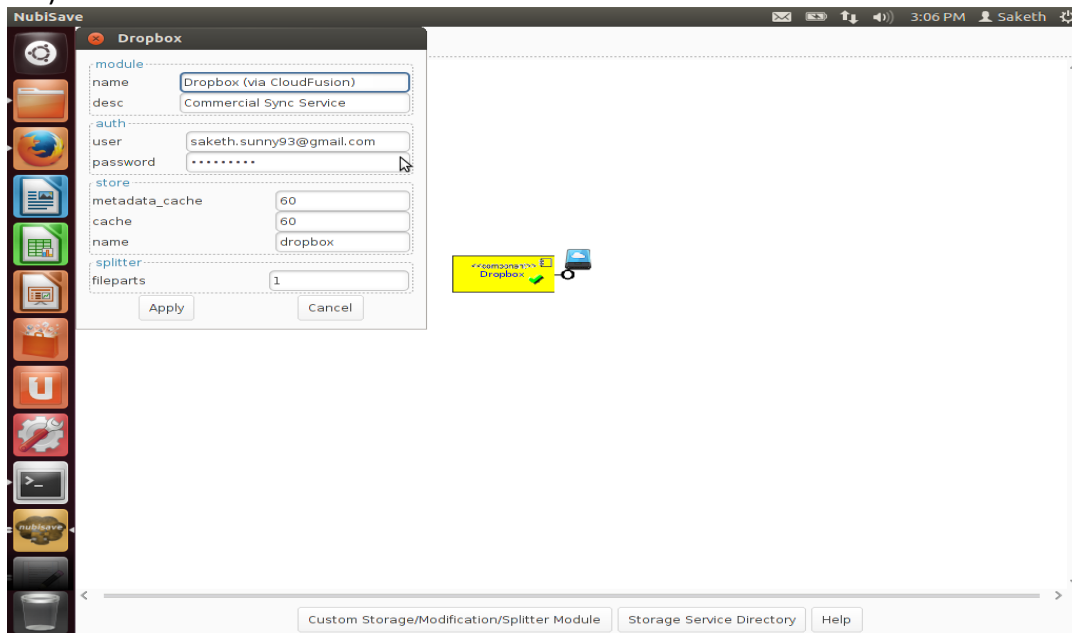 NubiSave
3:06 PM Saketh
Dropbox
module
name Dropbox (via CloudFusion)
desc Commercial Sync Service
auth
user saketh.sunny93@gmail.com
password •••••••••
store
metadata_cache 60
cache 60
name dropbox
splitter
fileparts 1
Apply Cancel
<<component>>
Dropbox
nubisave
Custom Storage/Modification/Splitter Module Storage Service Directory Help